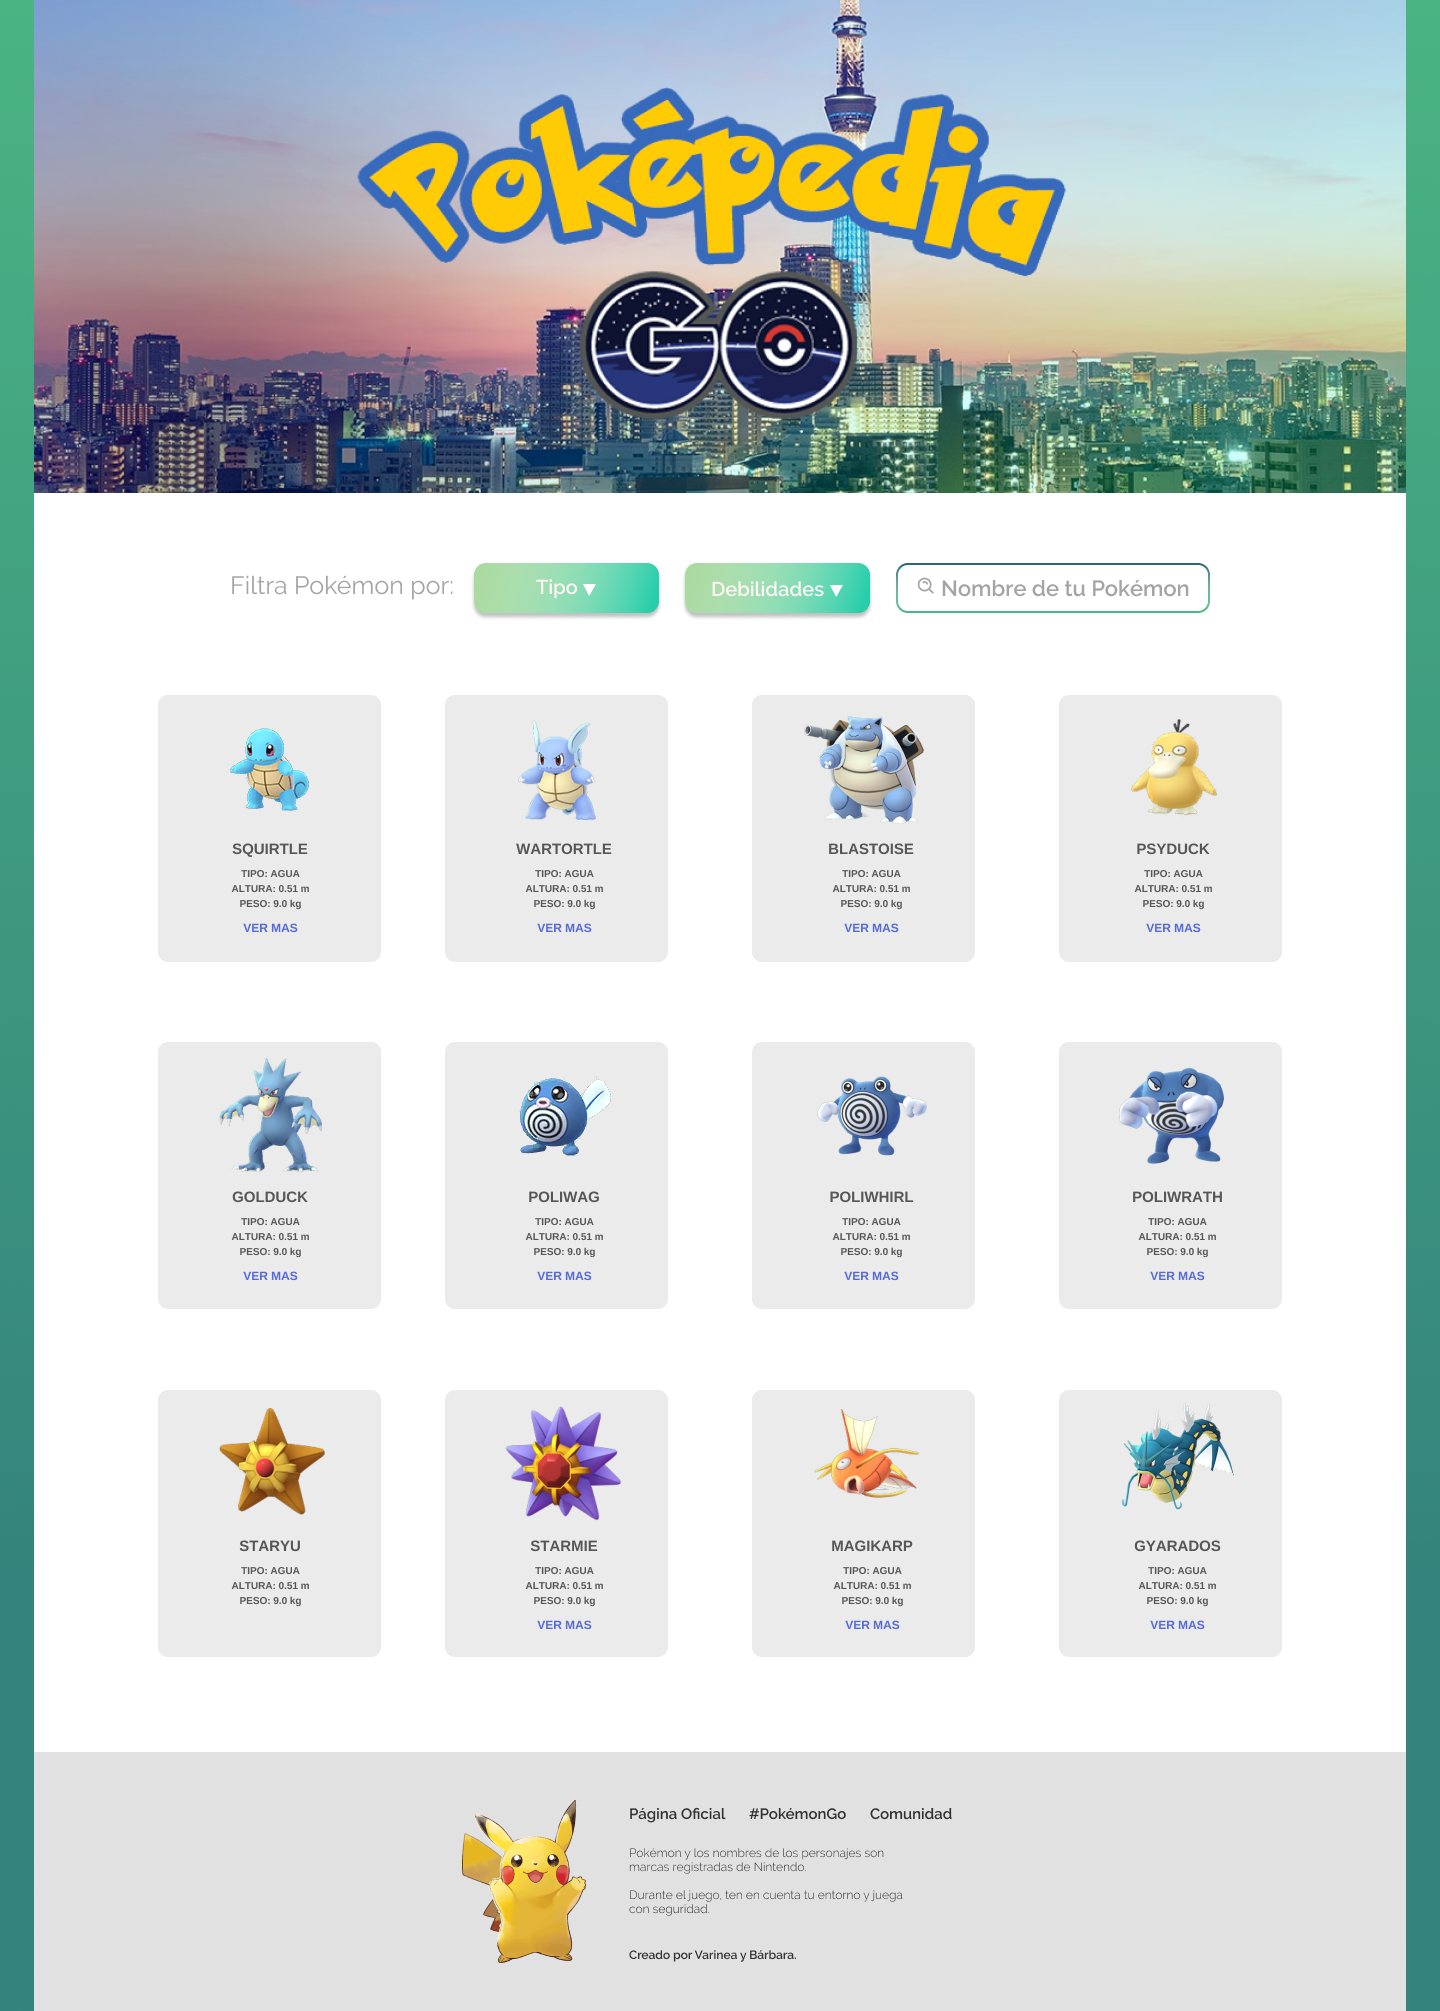 Poképedia
GO
Filtra Pokémon por:
Tipo
Debilidades
Nombre de tu Pokémon
SQUIRTLE
TIPO: AGUA
ALTURA: 0.51 m
PESO: 9.0 kg
VER MAS
WARTORTLE
TIPO: AGUA
ALTURA: 0.51 m
PESO: 9.0 kg
VER MAS
BLASTOISE
TIPO: AGUA
ALTURA: 0.51 m
PESO: 9.0 kg
VER MAS
PSYDUCK
TIPO: AGUA
ALTURA: 0.51 m
PESO: 9.0 kg
VER MAS
GOLDUCK
TIPO: AGUA
ALTURA: 0.51 m
PESO: 9.0 kg
VER MAS
POLIWAG
TIPO: AGUA
ALTURA: 0.51 m
PESO: 9.0 kg
VER MAS
POLIWHIRL
TIPO: AGUA
ALTURA: 0.51 m
PESO: 9.0 kg
VER MAS
POLIWRATH
TIPO: AGUA
ALTURA: 0.51 m
PESO: 9.0 kg
VER MAS
STARYU
TIPO: AGUA
ALTURA: 0.51 m
PESO: 9.0 kg
STARMIE
TIPO: AGUA
ALTURA: 0.51 m
PESO: 9.0 kg
VER MAS
MAGIKARP
TIPO: AGUA
ALTURA: 0.51 m
PESO: 9.0 kg
VER MAS
GYARADOS
TIPO: AGUA
ALTURA: 0.51 m
PESO: 9.0 kg
VER MAS
Página Oficial #PokémonGo Comunidad
Pokémon y los nombres de los personajes son
marcas registradas de Nintendo.
Durante el juego, ten en cuenta tu entorno y juega
con seguridad.
Creado por Varinea y Bárbara.